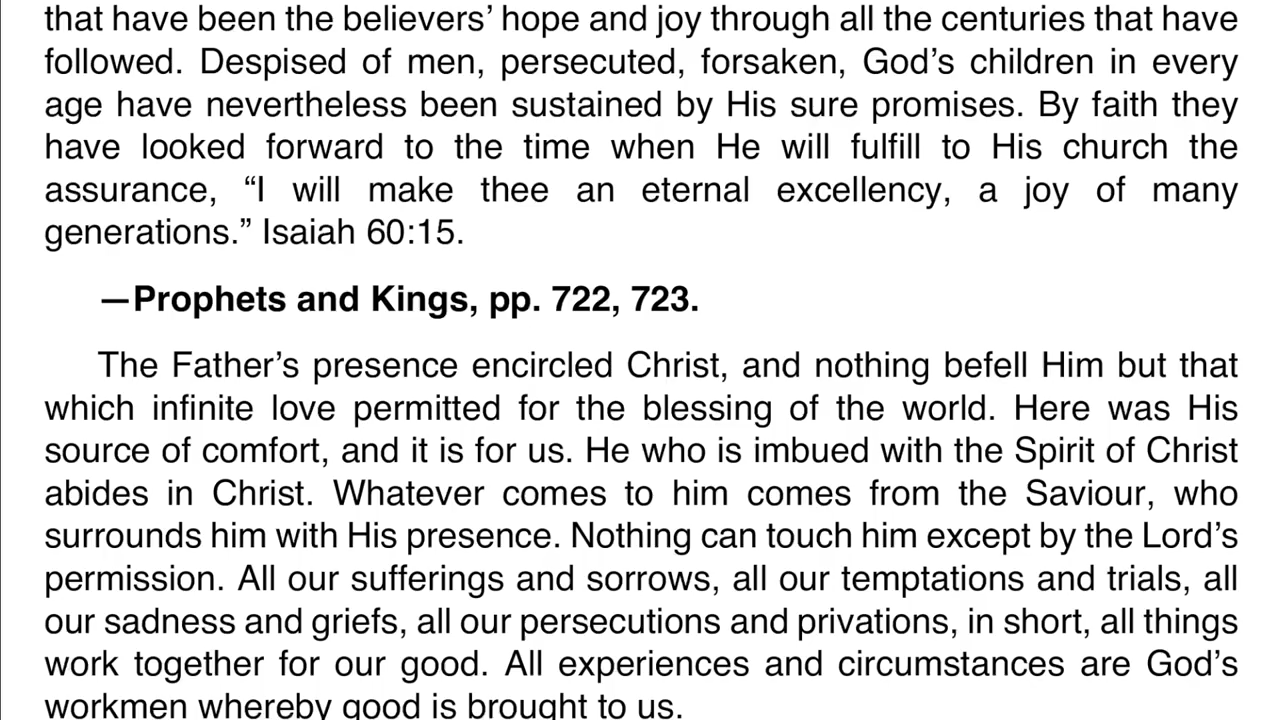 that have been the believers’ hope and joy through all the centuries that have
followed. Despised of men, persecuted, forsaken, God’s children in every
age have nevertheless been sustained by His sure promises. By faith they
have looked forward to the time when He will fulfill to His church the
assurance, “I will make thee an eternal excellency, a joy of many
generations.” Isaiah 60:15.
—Prophets and Kings, pp. 722, 723.
The Father’s presence encircled Christ, and nothing befell Him but that
which infinite love permitted for the blessing of the world. Here was His
source of comfort, and it is for us. He who is imbued with the Spirit of Christ
abides in Christ. Whatever comes to him comes from the Saviour, who
surrounds him with His presence. Nothing can touch him except by the Lord’s
permission. All our sufferings and sorrows, all our temptations and trials, all
our sadness and griefs, all our persecutions and privations, in short, all things
work together for our good. All experiences and circumstances are God’s
workmen whereby good is brought to us.